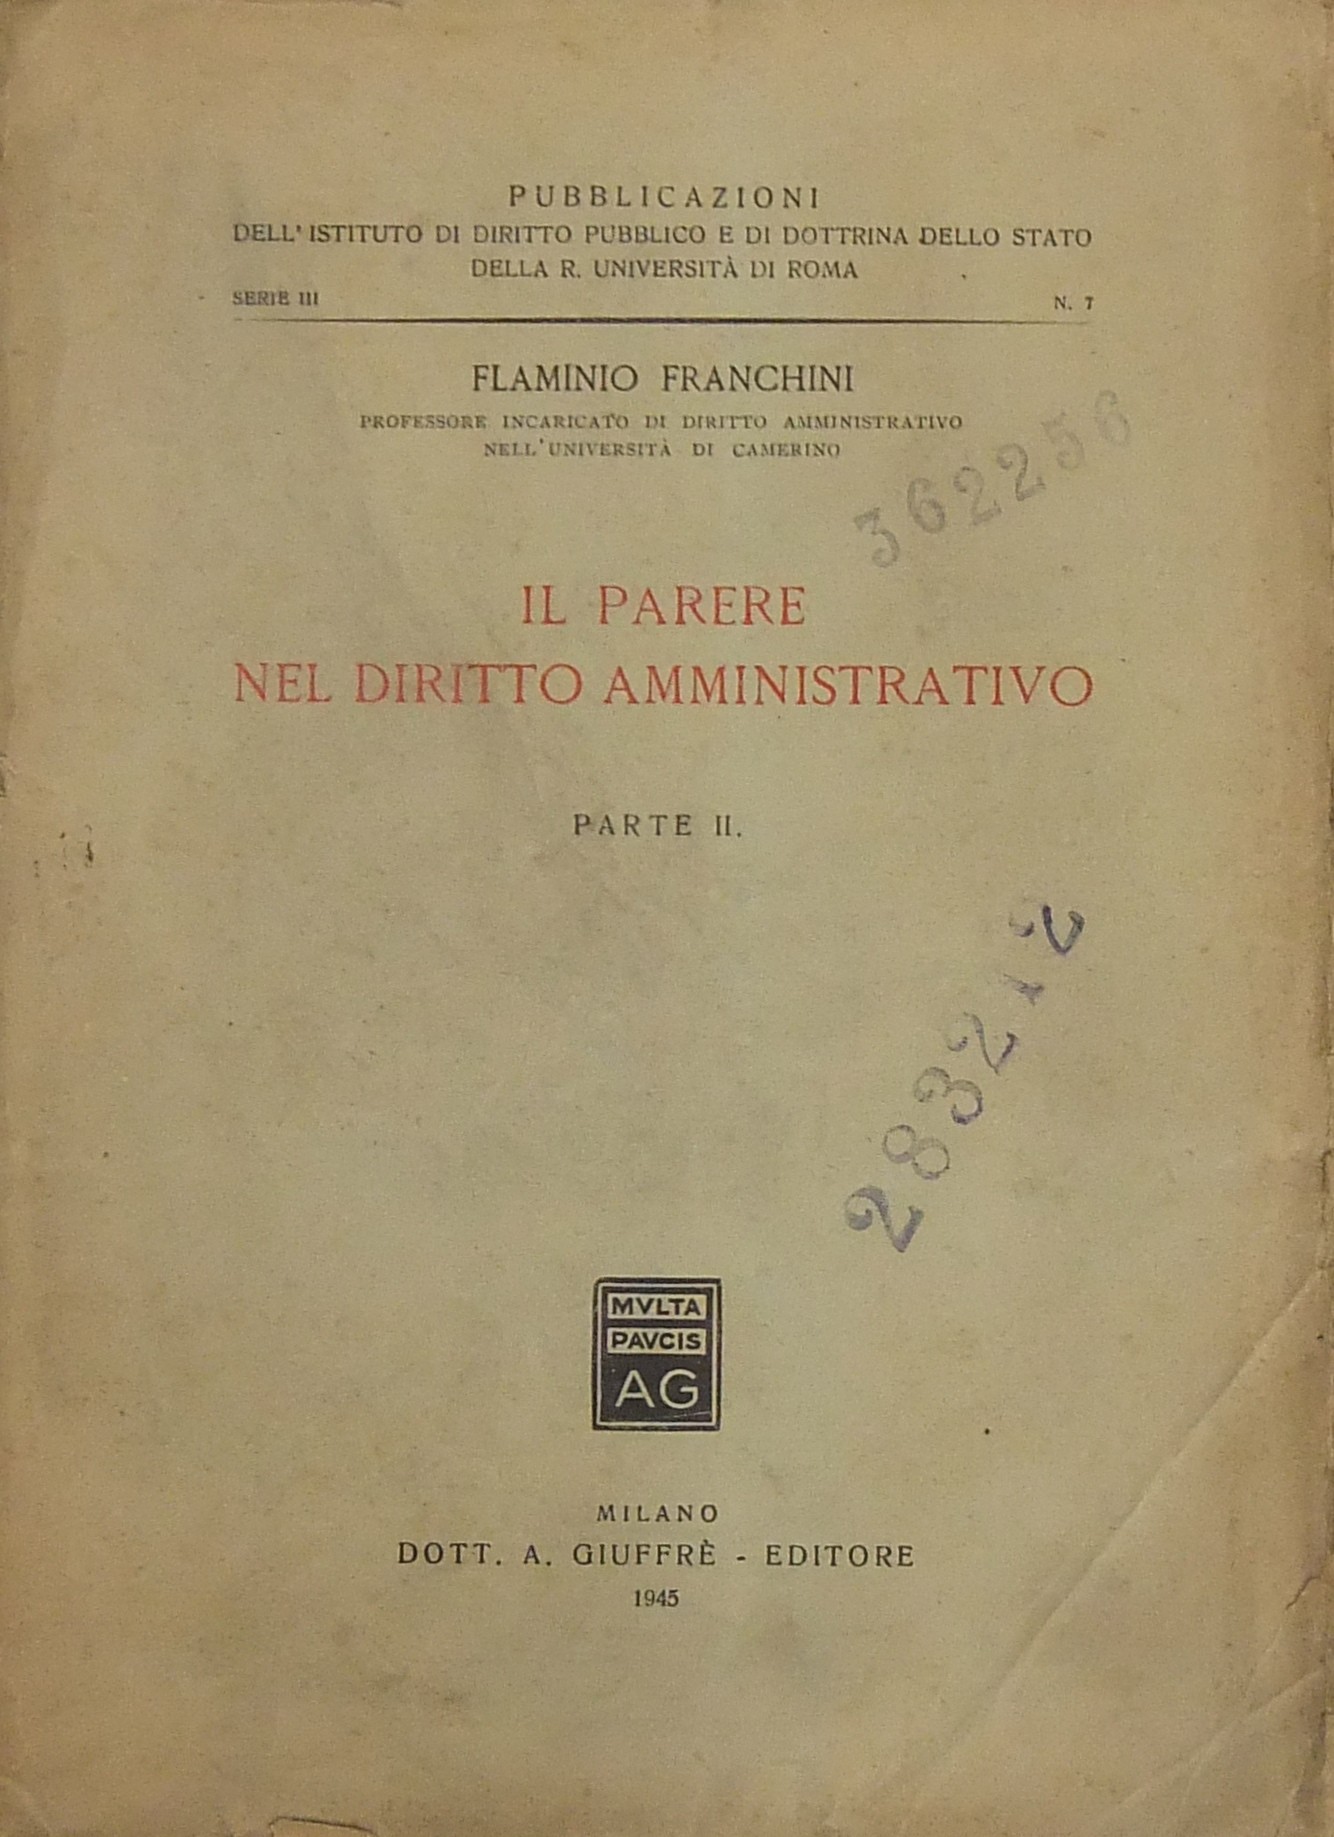 PUBBLICAZIONI
DELL' ISTITUTO DI DIRITTO PUBBLICO E DI DOTTRINA DELLO STATO
DELLA R. UNIVERSITÀ DI ROMA
SERIE III N. 7
FLAMINIO FRANCHINI
PROFESSORE INCARICATO DI DIRITTO AMMINISTRATIVO
NELL'UNIVERSITÀ DI CAMERINO
362256
IL PARERE
NEL DIRITTO AMMINISTRATIVO
PARTE II.
283212
MVLTA
PAVCIS
AG
MILANO
DOTT. A. GIUFFRÈ - EDITORE
1945